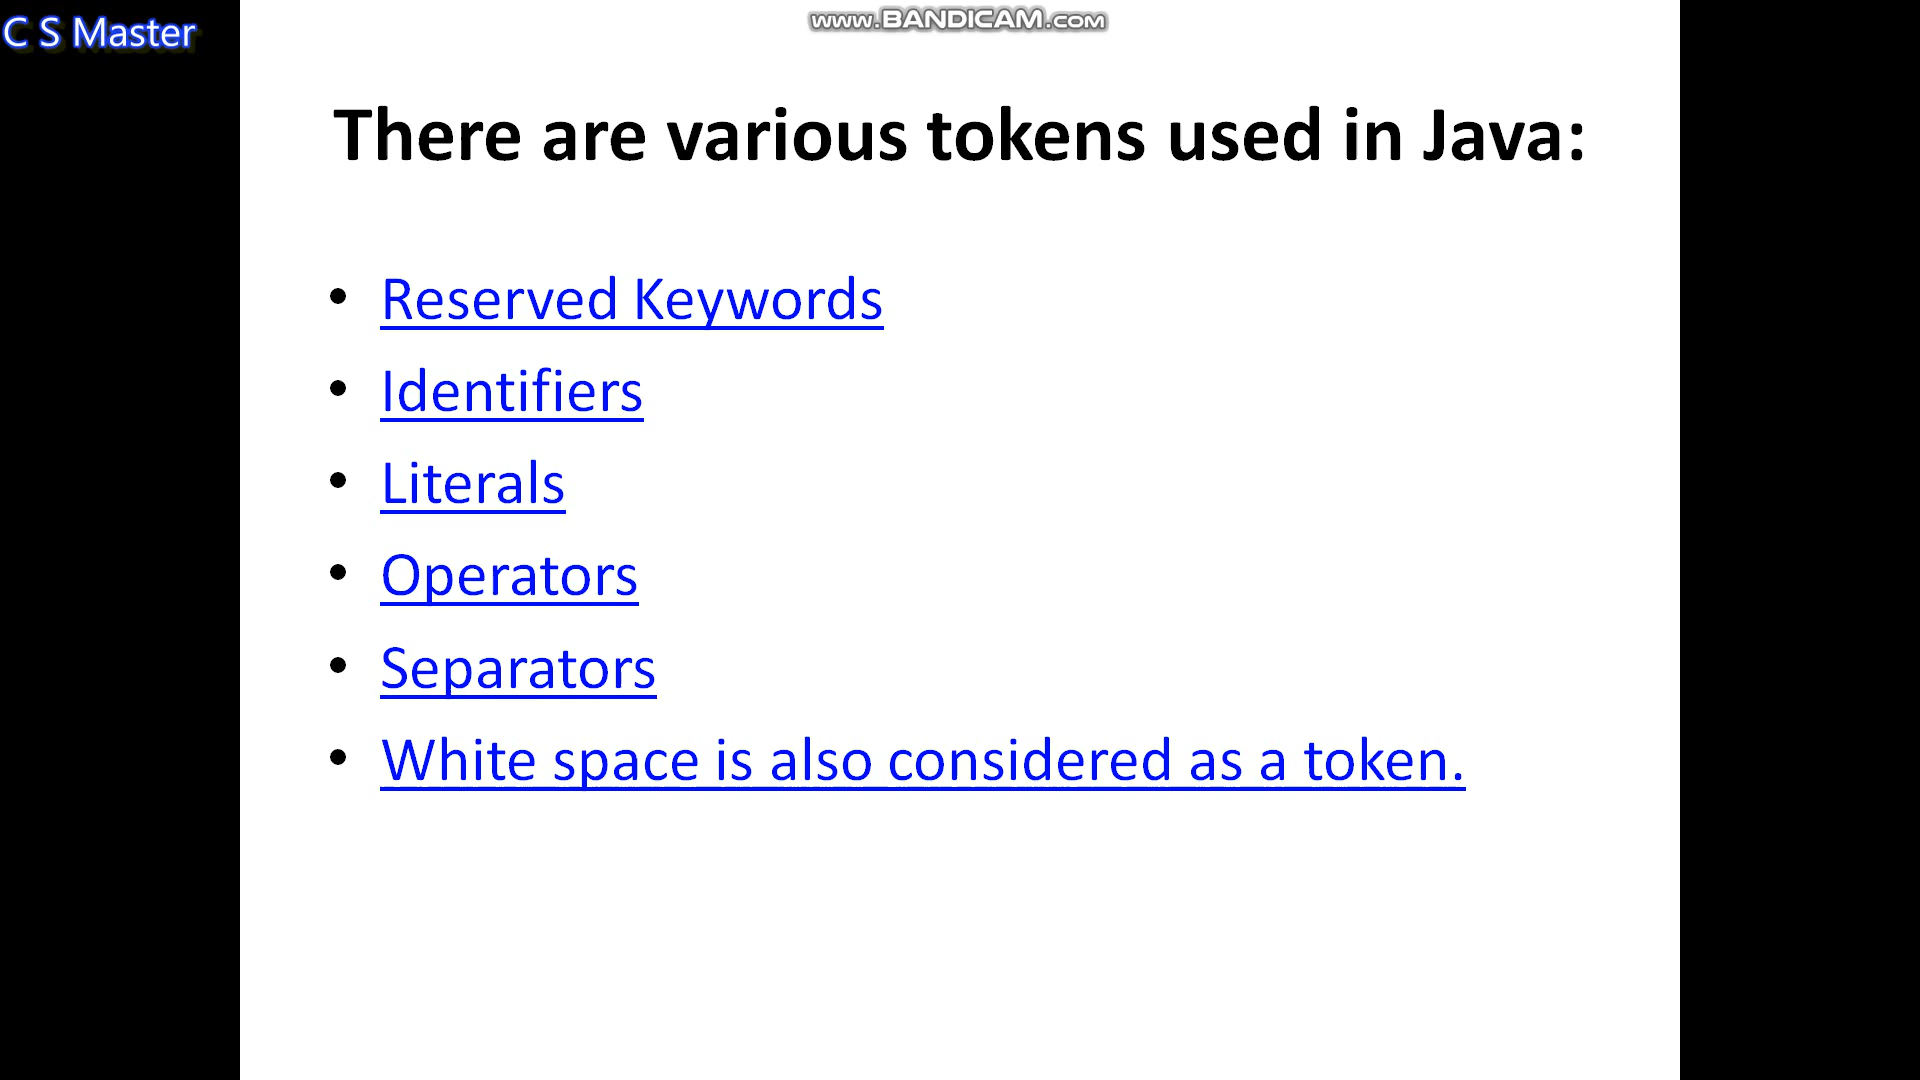 C S Master
www.BANDICAM.com
There are various tokens used in Java:
• Reserved Keywords
• Identifiers
• Literals
• Operators
• Separators
• White space is also considered as a token.